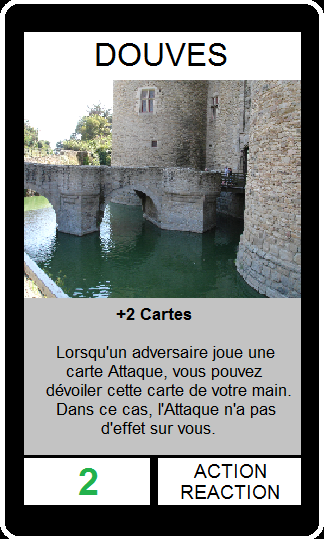 DOUVES
+2 Cartes
Lorsqu'un adversaire joue une
carte Attaque, vous pouvez
dévoiler cette carte de votre main.
Dans ce cas, l'Attaque n'a pas
d'effet sur vous.
2
ACTION
REACTION